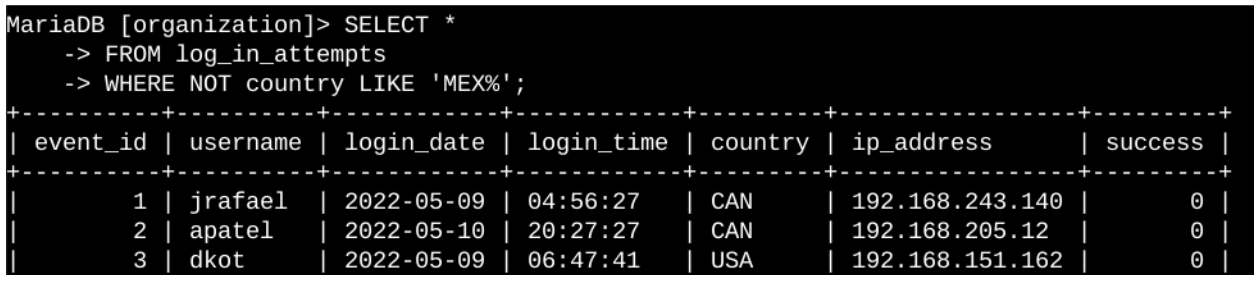 MariaDB [organization]> SELECT *
    -> FROM log_in_attempts
    -> WHERE NOT country LIKE 'MEX%';
+----------+----------+------------+------------+---------+-----------------+---------+
| event_id | username | login_date | login_time | country | ip_address      | success |
+----------+----------+------------+------------+---------+-----------------+---------+
|        1 | jrafael  | 2022-05-09 | 04:56:27   | CAN     | 192.168.243.140 |       0 |
|        2 | apatel   | 2022-05-10 | 20:27:27   | CAN     | 192.168.205.12  |       0 |
|        3 | dkot     | 2022-05-09 | 06:47:41   | USA     | 192.168.151.162 |       0 |